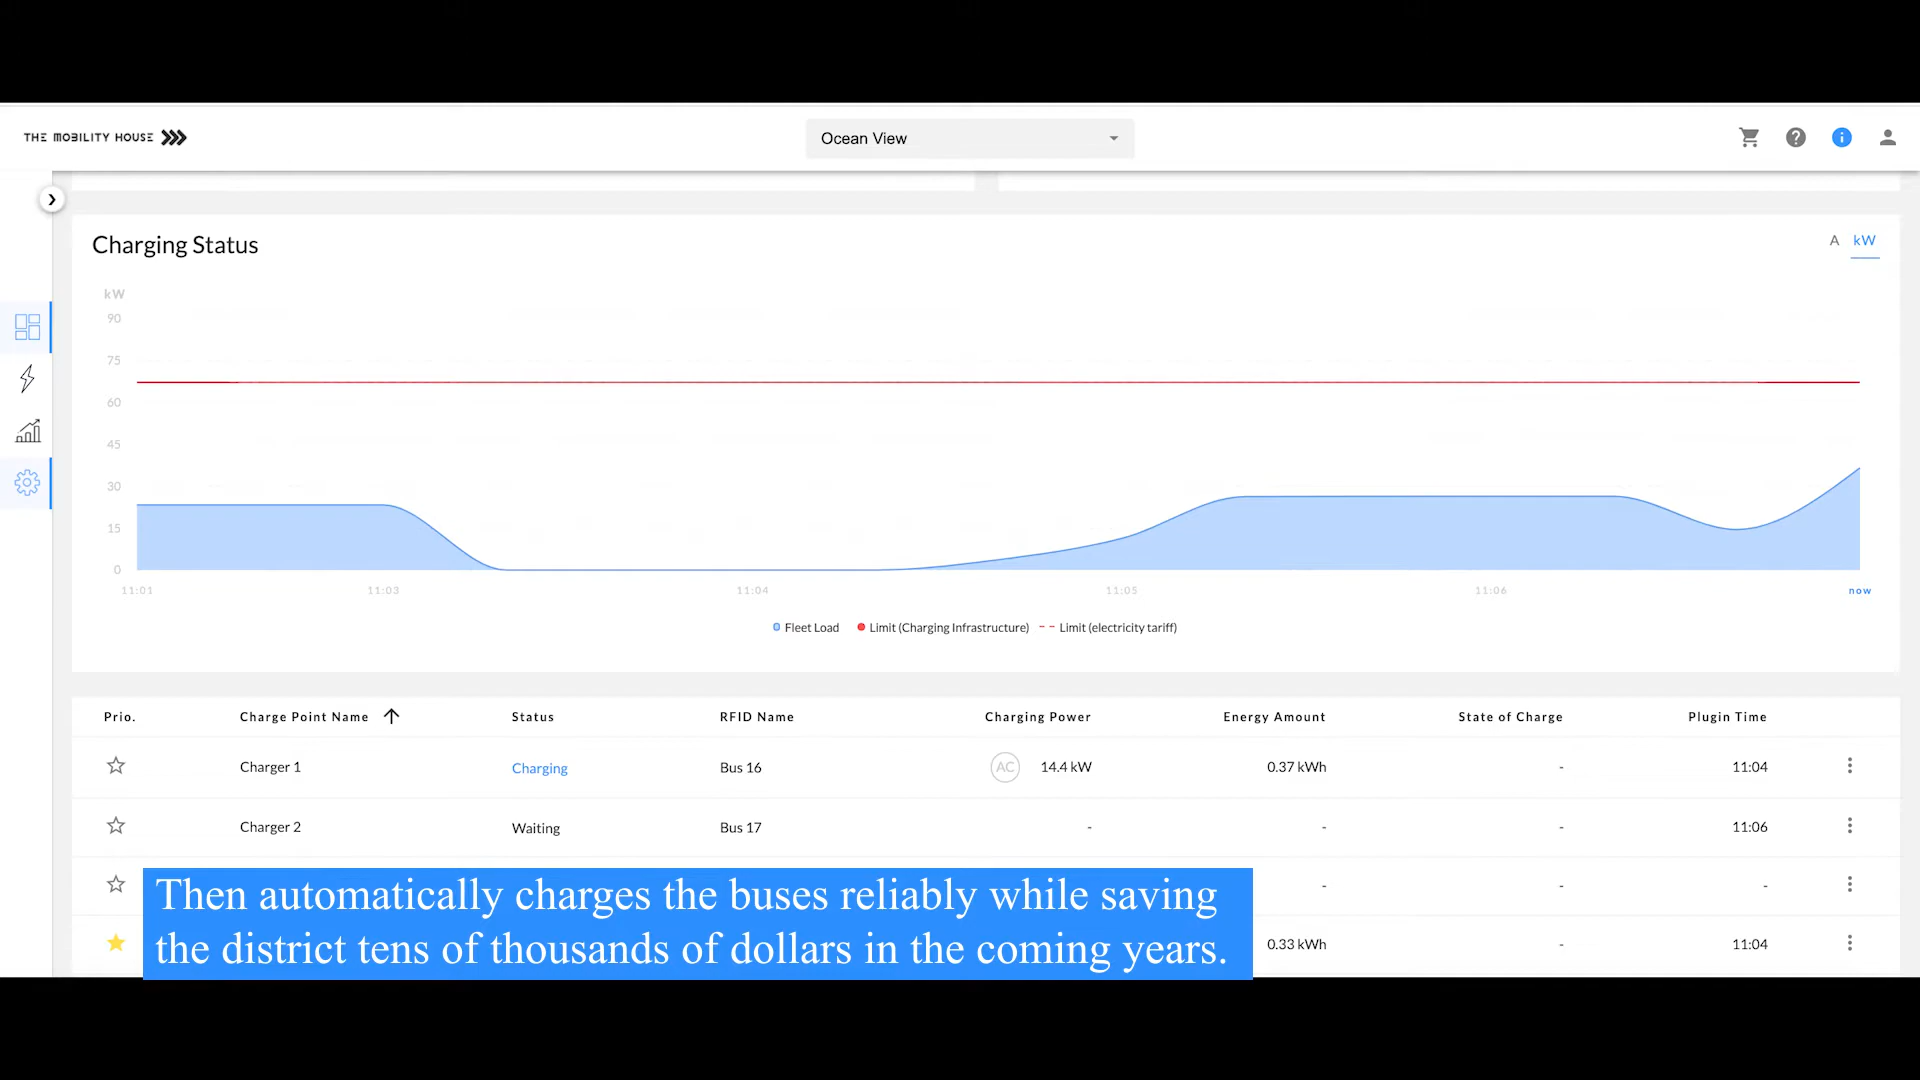 THE MOBILITY HOUSE
Ocean View
Charging Status
A kW
kW
90
75
60
45
30
15
0
11:01 11:03 11:04 11:05 11:06 now
Fleet Load Limit (Charging Infrastructure) Limit (electricity tariff)
Prio. Charge Point Name Status RFID Name Charging Power Energy Amount State of Charge Plugin Time
Charger 1 Charging Bus 16 AC 14.4 kW 0.37 kWh - 11:04
Charger 2 Waiting Bus 17 - - - 11:06
- - -
0.33 kWh - 11:04
Then automatically charges the buses reliably while saving
the district tens of thousands of dollars in the coming years.